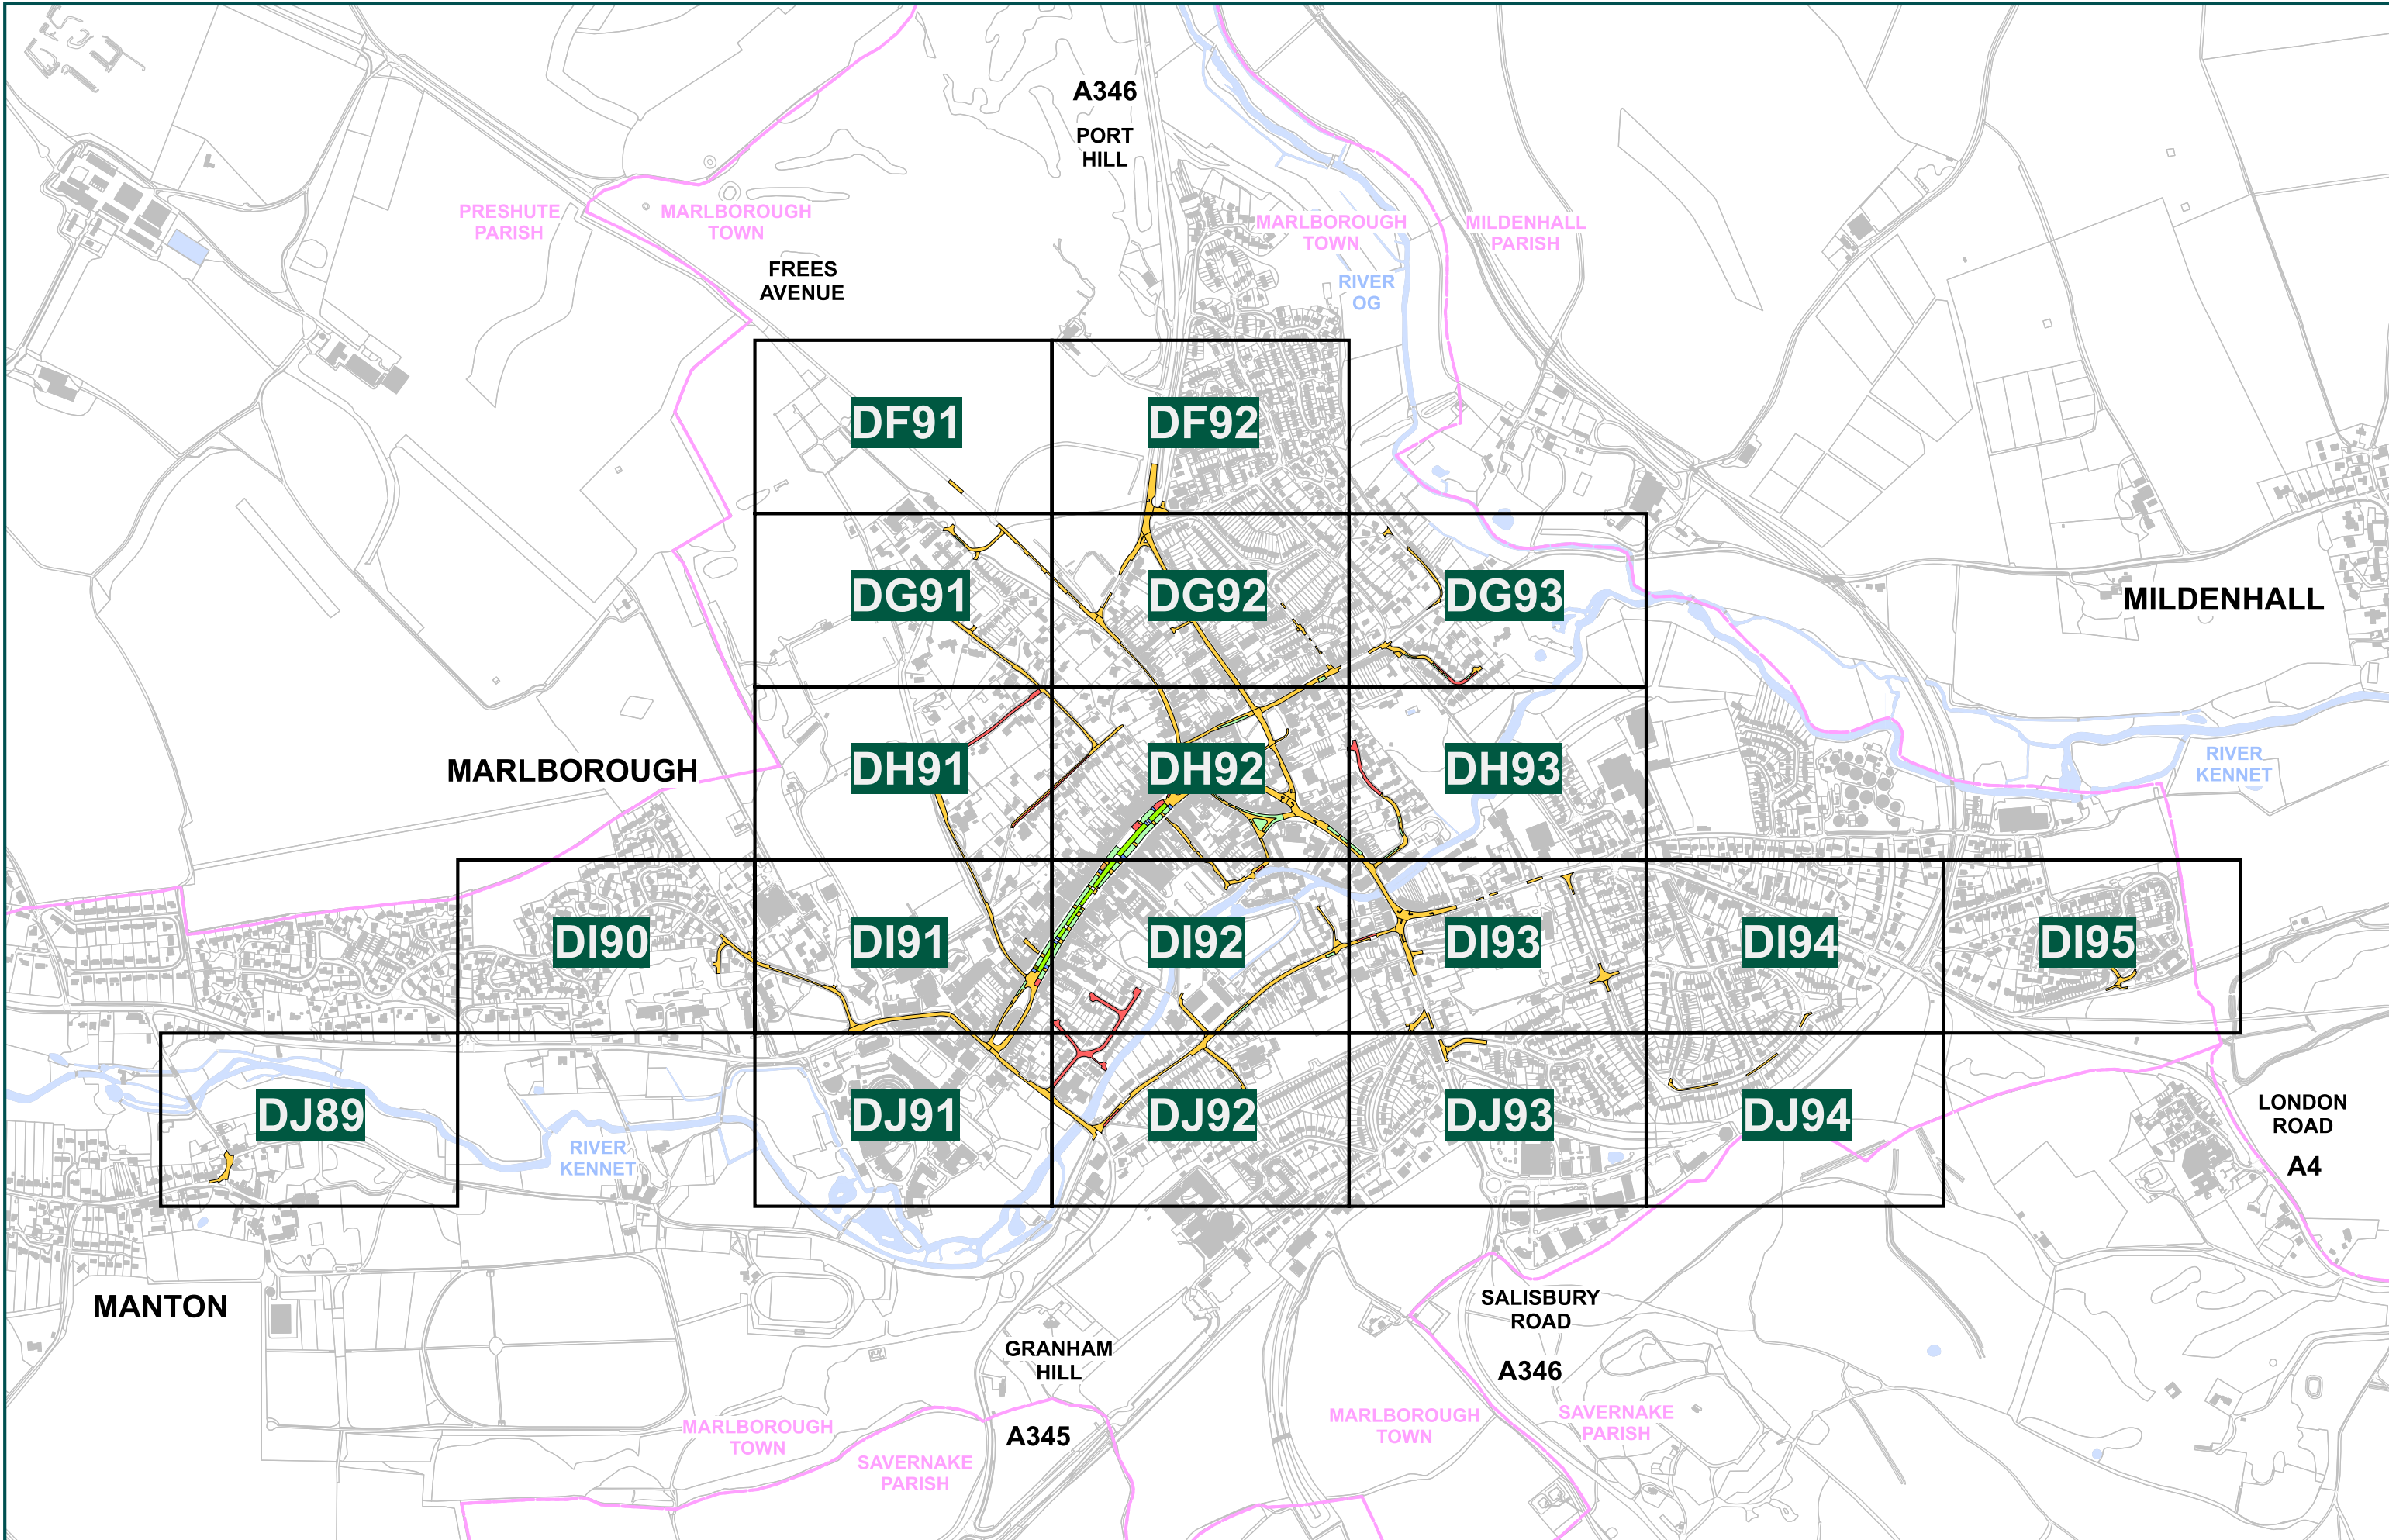 A346
PORT
HILL
PRESHUTE
PARISH
MARLBOROUGH
TOWN
MARLBOROUGH
TOWN
MILDENHALL
PARISH
FREES
AVENUE
RIVER
OG
DF91
DF92
DG91
DG92
DG93
MILDENHALL
MARLBOROUGH
DH91
DH92
DH93
RIVER
KENNET
DI90
DI91
DI92
DI93
DI94
DI95
DJ89
RIVER
KENNET
DJ91
DJ92
DJ93
DJ94
LONDON
ROAD
A4
MANTON
GRANHAM
HILL
SALISBURY
ROAD
A346
MARLBOROUGH
TOWN
A345
SAVERNAKE
PARISH
MARLBOROUGH
TOWN
SAVERNAKE
PARISH